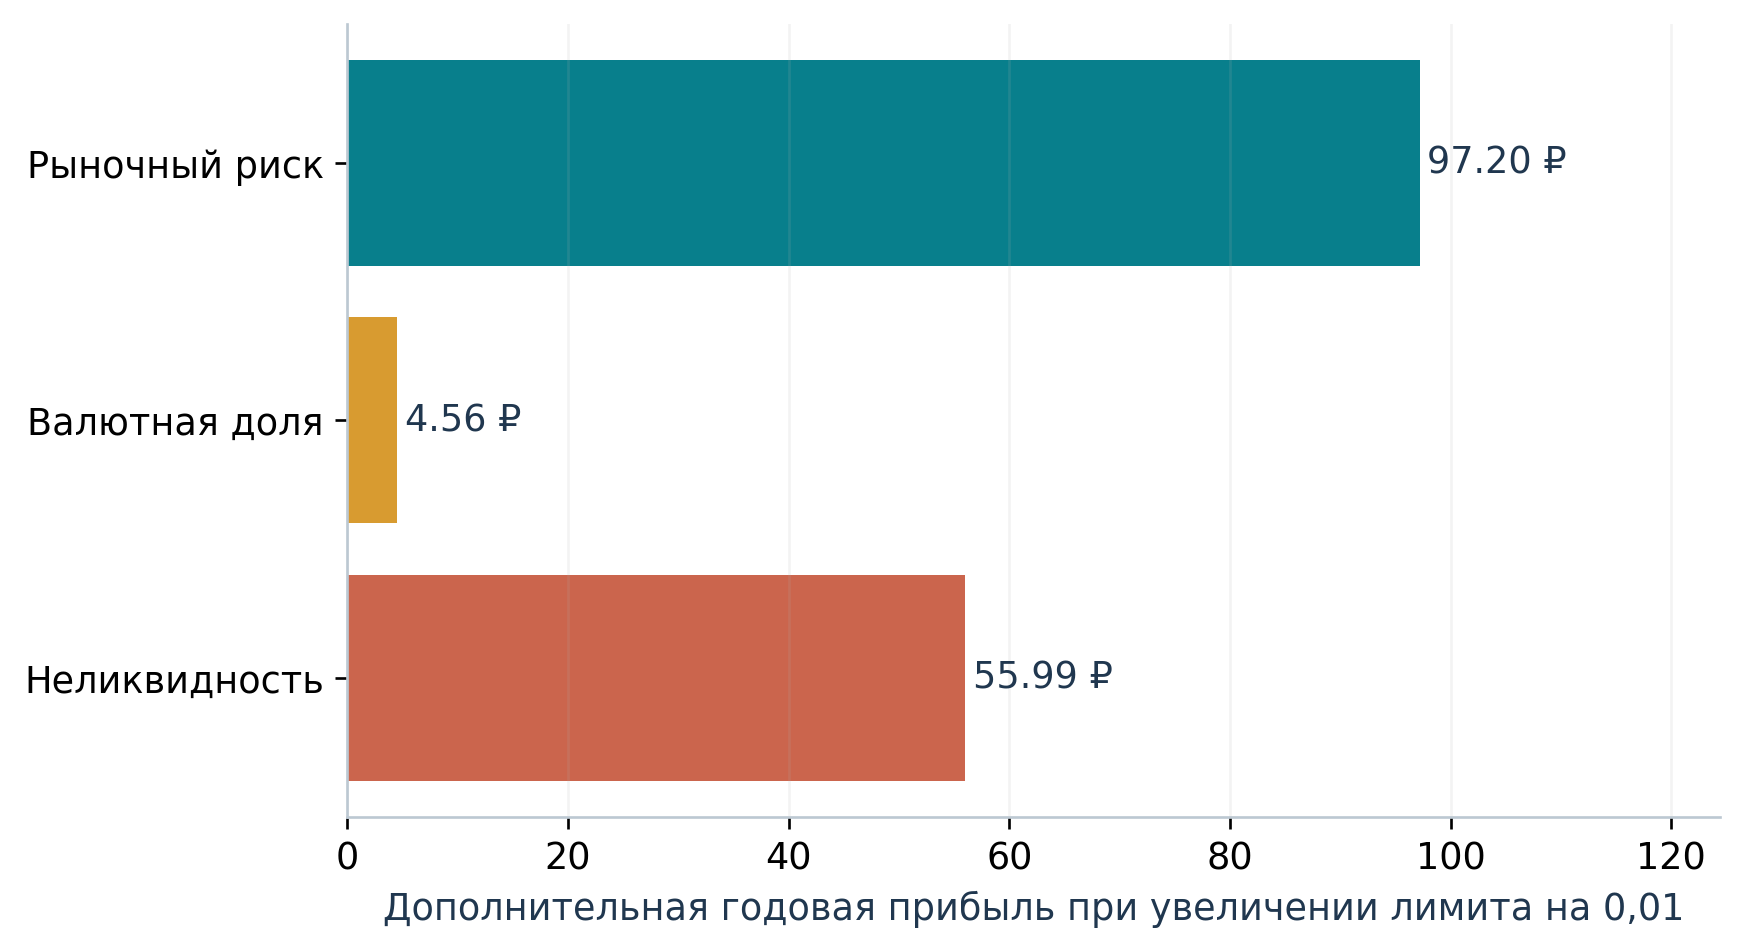 Рыночный риск
97.20 ₽
Валютная доля
4.56 ₽
Неликвидность
55.99 ₽
0 20 40 60 80 100 120
Дополнительная годовая прибыль при увеличении лимита на 0,01